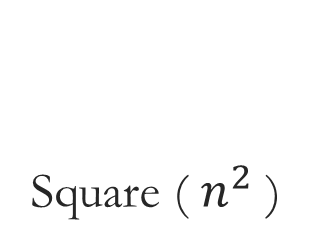 Square ( n² )